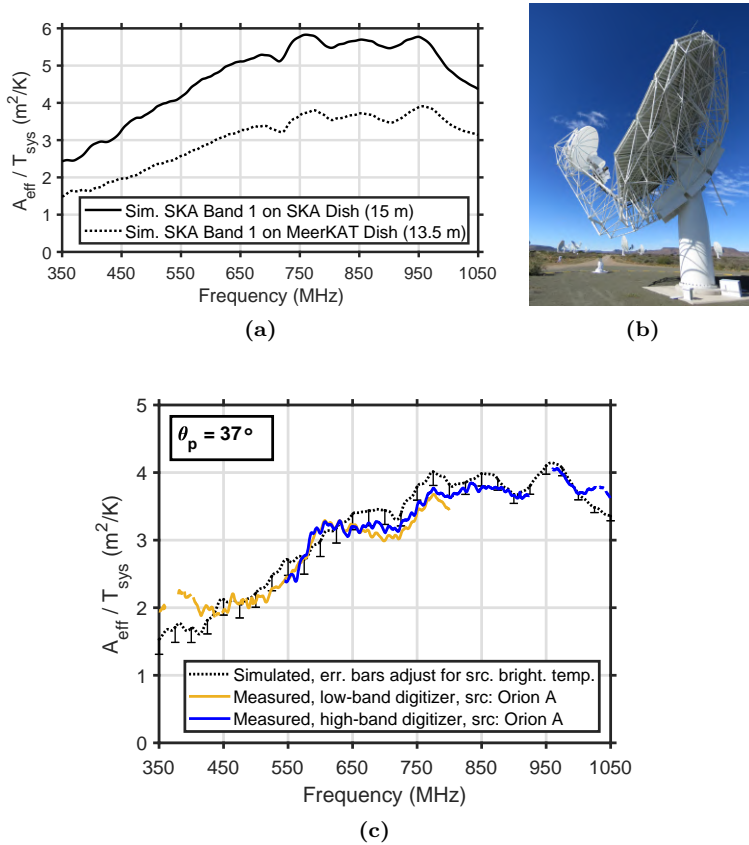 A_eff / T_sys (m²/K)
6
5
4
3
2
1
0
Sim. SKA Band 1 on SKA Dish (15 m)
Sim. SKA Band 1 on MeerKAT Dish (13.5 m)
350 450 550 650 750 850 950 1050
Frequency (MHz)
(a)
(b)
A_eff / T_sys (m²/K)
5
4
3
2
1
0
θ_p = 37°
Simulated, err. bars adjust for src. bright. temp.
Measured, low-band digitizer, src: Orion A
Measured, high-band digitizer, src: Orion A
350 450 550 650 750 850 950 1050
Frequency (MHz)
(c)